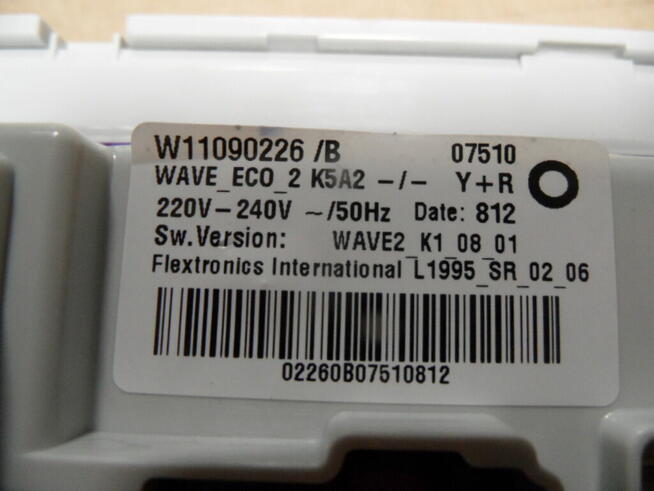 W11090226 /B 07510
WAVE_ECO_2 K5A2 -/- Y+R
220V-240V ~/50Hz Date: 812
Sw.Version: WAVE2_K1_08_01
Flextronics International L1995_SR_02_06
02260B07510812